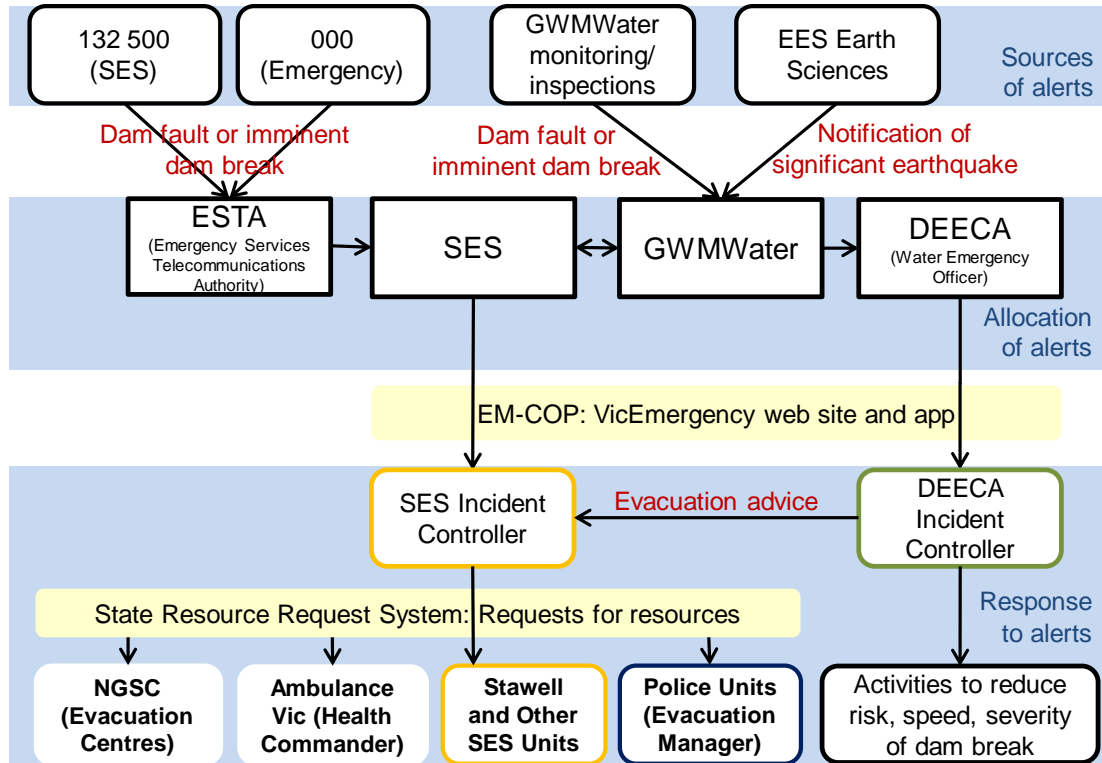 132 500
(SES)
000
(Emergency)
GWMWater
monitoring/
inspections
EES Earth
Sciences
Sources
of alerts
Dam fault or imminent
dam break
Dam fault or
imminent dam break
Notification of
significant earthquake
ESTA
(Emergency Services
Telecommunications
Authority)
SES
GWMWater
DEECA
(Water Emergency
Officer)
Allocation
of alerts
EM-COP: VicEmergency web site and app
SES Incident
Controller
Evacuation advice
DEECA
Incident
Controller
State Resource Request System: Requests for resources
Response
to alerts
NGSC
(Evacuation
Centres)
Ambulance
Vic (Health
Commander)
Stawell
and Other
SES Units
Police Units
(Evacuation
Manager)
Activities to reduce
risk, speed, severity
of dam break